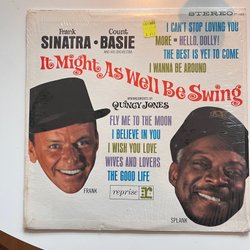 STEREO
Frank
SINATRA • Count
BASIE
AND HIS ORCHESTRA
I CAN'T STOP LOVING YOU
MORE • HELLO, DOLLY!
THE BEST IS YET TO COME
I WANNA BE AROUND
It Might As Well Be Swing
ARRANGED BY
QUINCY JONES
FLY ME TO THE MOON
I BELIEVE IN YOU
I WISH YOU LOVE
WIVES AND LOVERS
THE GOOD LIFE
reprise
FRANK
SPLANK